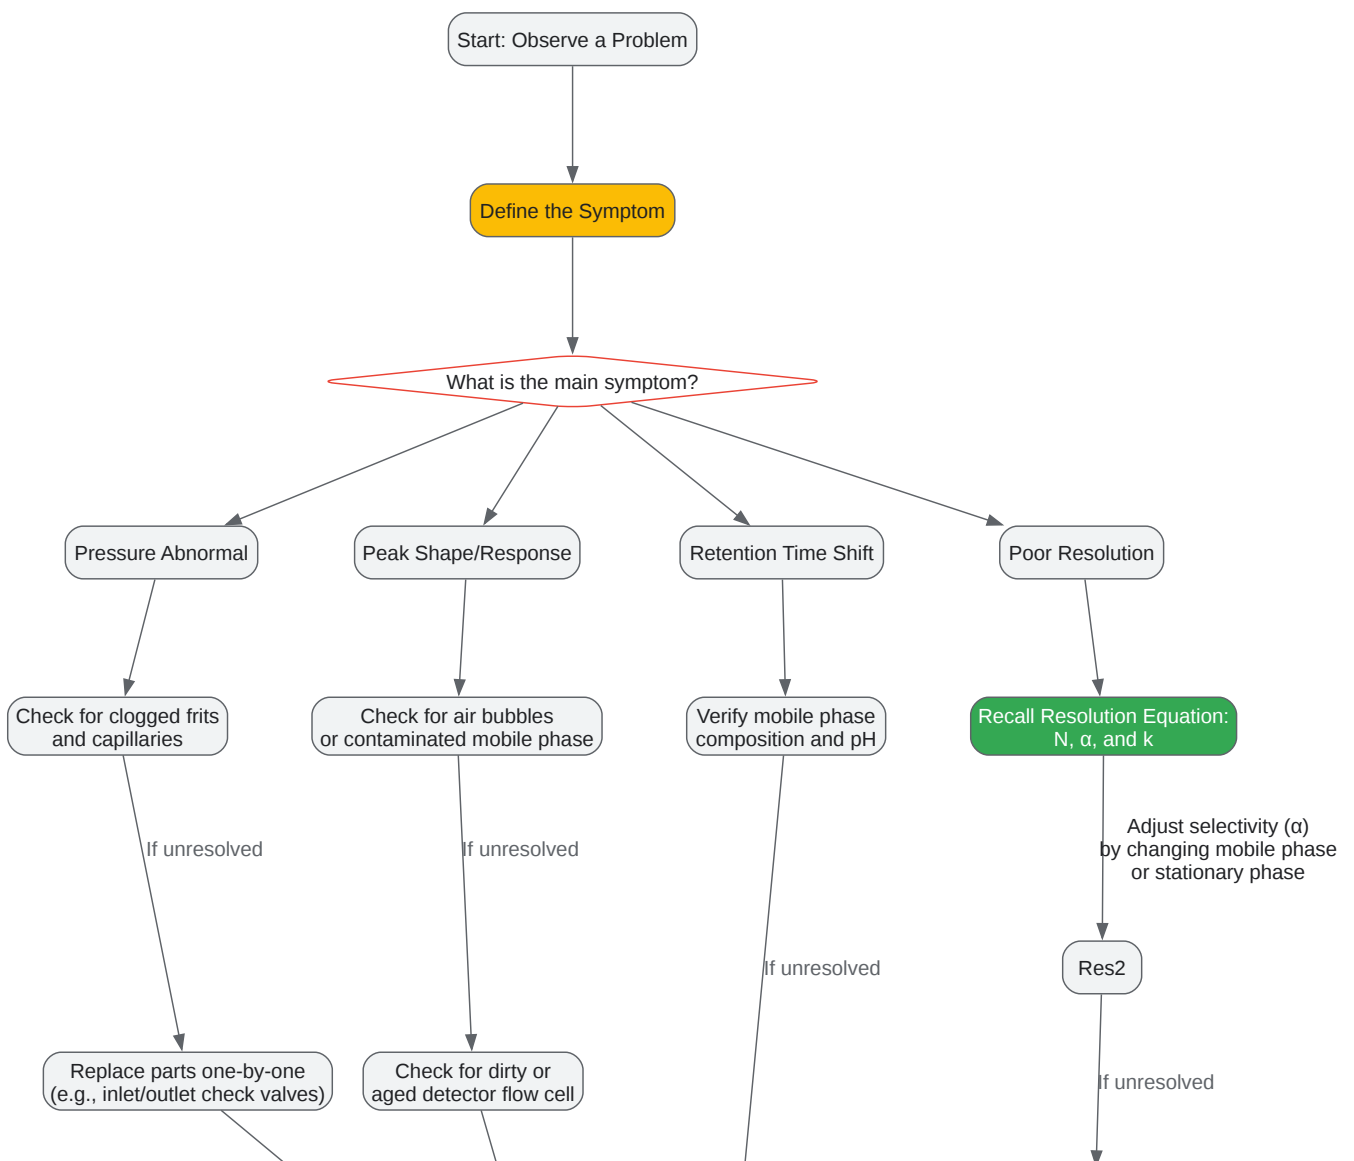 Start: Observe a Problem
Define the Symptom
What is the main symptom?
Pressure Abnormal
Peak Shape/Response
Retention Time Shift
Poor Resolution
Check for clogged frits
and capillaries
Check for air bubbles
or contaminated mobile phase
Verify mobile phase
composition and pH
Recall Resolution Equation:
N, α, and k
If unresolved
If unresolved
Adjust selectivity (α)
by changing mobile phase
or stationary phase
If unresolved
Res2
Replace parts one-by-one
(e.g., inlet/outlet check valves)
Check for dirty or
aged detector flow cell
If unresolved